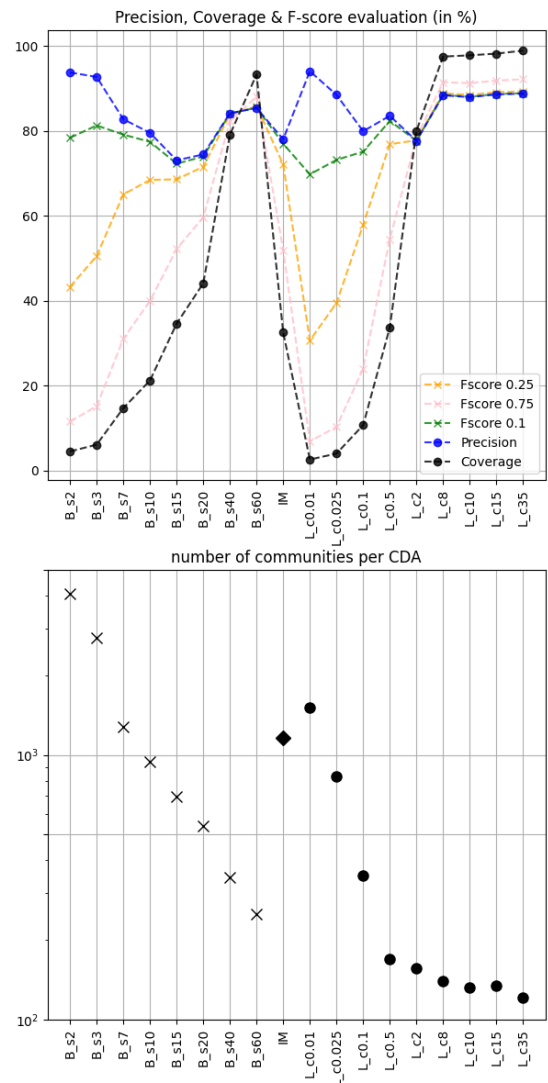 Precision, Coverage & F-score evaluation (in %)
100
80
60
40
20
0
Fscore 0.25
Fscore 0.75
Fscore 0.1
Precision
Coverage
B_s2
B_s3
B_s7
B_s10
B_s15
B_s20
B_s40
B_s60
IM
L_c0.01
L_c0.025
L_c0.1
L_c0.5
L_c2
L_c8
L_c10
L_c15
L_c35
number of communities per CDA
10³
10²
B_s2
B_s3
B_s7
B_s10
B_s15
B_s20
B_s40
B_s60
IM
L_c0.01
L_c0.025
L_c0.1
L_c0.5
L_c2
L_c8
L_c10
L_c15
L_c35